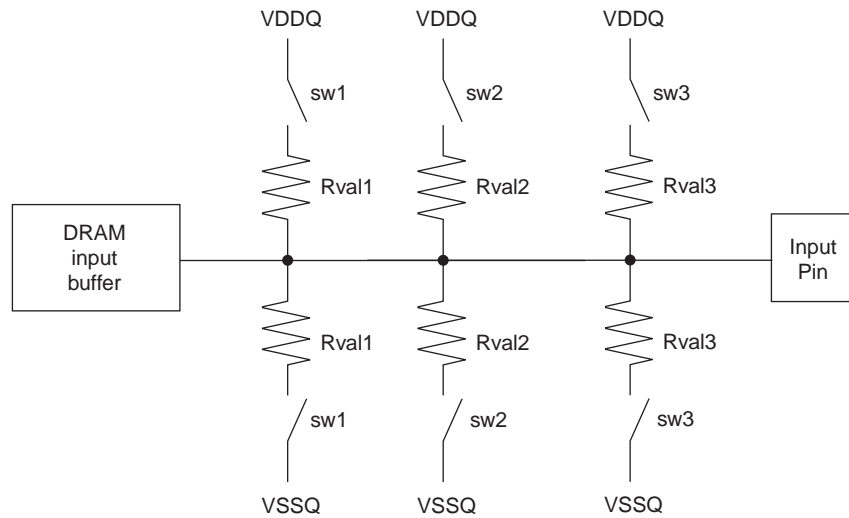 VDDQ VDDQ VDDQ
sw1 sw2 sw3
Rval1 Rval2 Rval3
DRAM
input
buffer
Input
Pin
Rval1 Rval2 Rval3
sw1 sw2 sw3
VSSQ VSSQ VSSQ